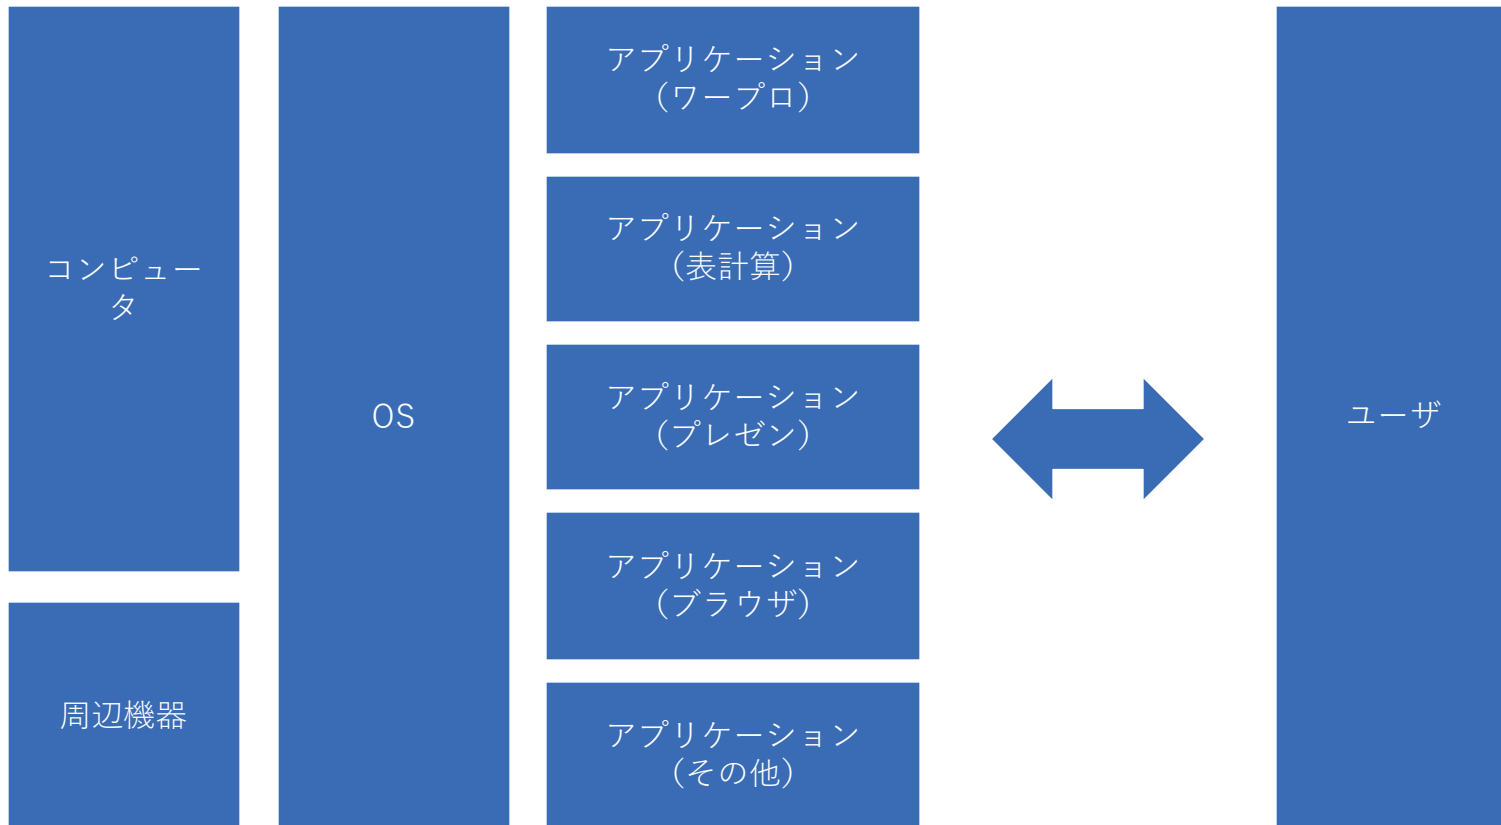 コンピュー
タ
周辺機器
OS
アプリケーション
（ワープロ）
アプリケーション
（表計算）
アプリケーション
（プレゼン）
アプリケーション
（ブラウザ）
アプリケーション
（その他）
ユーザ